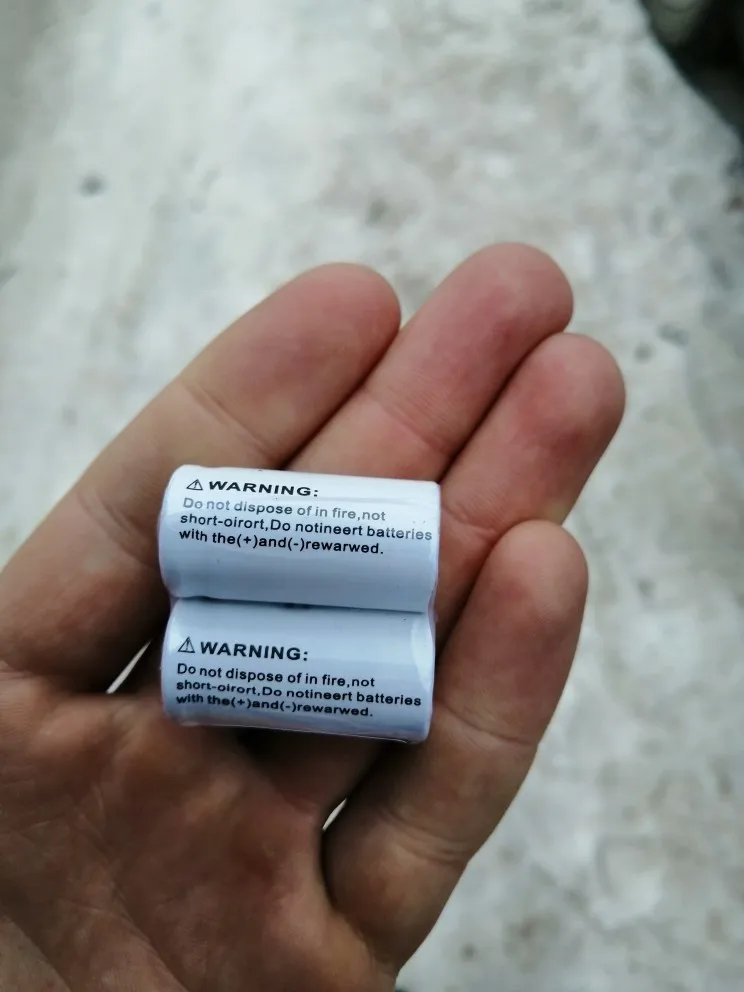 ⚠ WARNING:
Do not dispose of in fire,not
short-oirort,Do notineert batteries
with the(+)and(-)rewarwed.
⚠ WARNING:
Do not dispose of in fire,not
short-oirort,Do notineert batteries
with the(+)and(-)rewarwed.